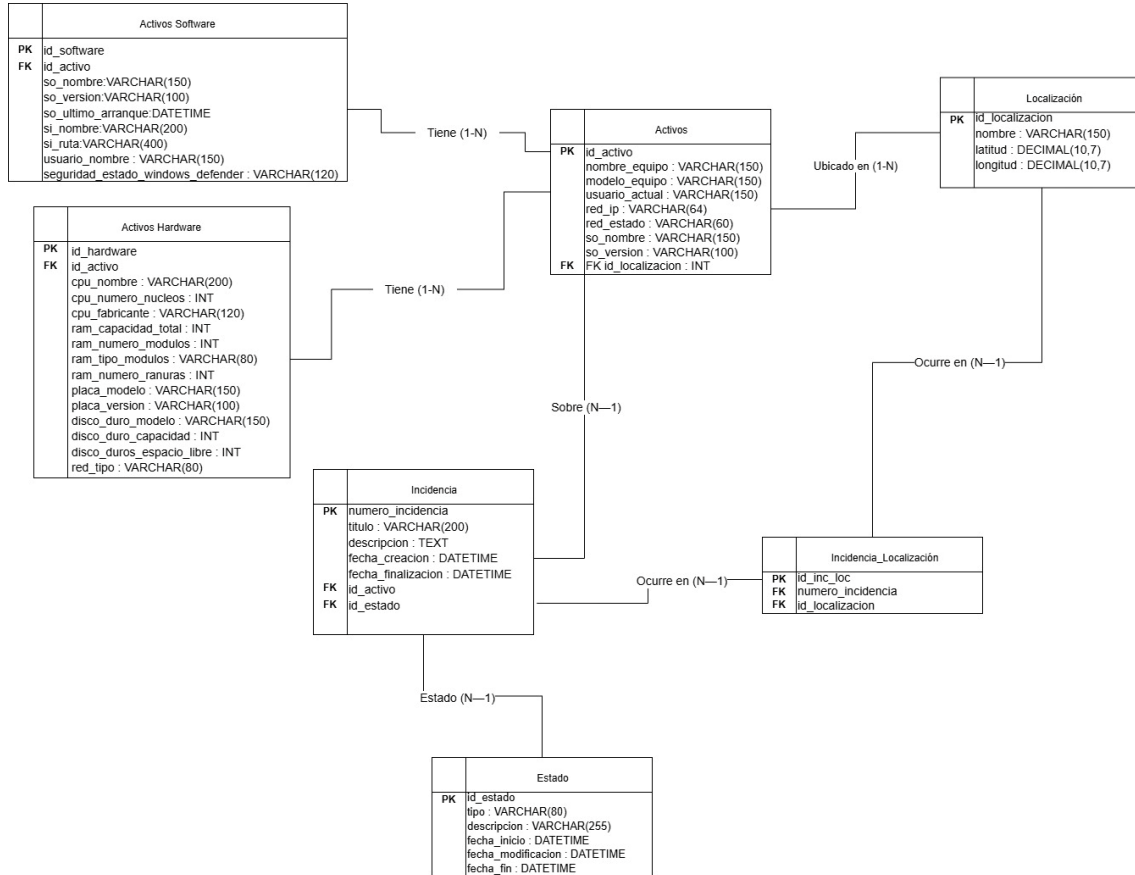 Activos Software
PK id_software
FK id_activo
so_nombre:VARCHAR(150)
so_version:VARCHAR(100)
so_ultimo_arranque:DATETIME
si_nombre:VARCHAR(200)
si_ruta:VARCHAR(400)
usuario_nombre : VARCHAR(150)
seguridad_estado_windows_defender : VARCHAR(120)
Tiene (1-N)
Activos
PK id_activo
nombre_equipo : VARCHAR(150)
modelo_equipo : VARCHAR(150)
usuario_actual : VARCHAR(150)
red_ip : VARCHAR(64)
red_estado : VARCHAR(60)
so_nombre : VARCHAR(150)
so_version : VARCHAR(100)
FK FK id_localizacion : INT
Ubicado en (1-N)
Localización
PK id_localizacion
nombre : VARCHAR(150)
latitud : DECIMAL(10,7)
longitud : DECIMAL(10,7)
Activos Hardware
PK id_hardware
FK id_activo
cpu_nombre : VARCHAR(200)
cpu_numero_nucleos : INT
cpu_fabricante : VARCHAR(120)
ram_capacidad_total : INT
ram_numero_modulos : INT
ram_tipo_modulos : VARCHAR(80)
ram_numero_ranuras : INT
placa_modelo : VARCHAR(150)
placa_version : VARCHAR(100)
disco_duro_modelo : VARCHAR(150)
disco_duro_capacidad : INT
disco_duros_espacio_libre : INT
red_tipo : VARCHAR(80)
Tiene (1-N)
Ocurre en (N—1)
Sobre (N—1)
Incidencia
PK numero_incidencia
titulo : VARCHAR(200)
descripcion : TEXT
fecha_creacion : DATETIME
fecha_finalizacion : DATETIME
FK id_activo
FK id_estado
Ocurre en (N—1)
Incidencia_Localización
PK id_inc_loc
FK numero_incidencia
FK id_localizacion
Estado (N—1)
Estado
PK id_estado
tipo : VARCHAR(80)
descripcion : VARCHAR(255)
fecha_inicio : DATETIME
fecha_modificacion : DATETIME
fecha_fin : DATETIME